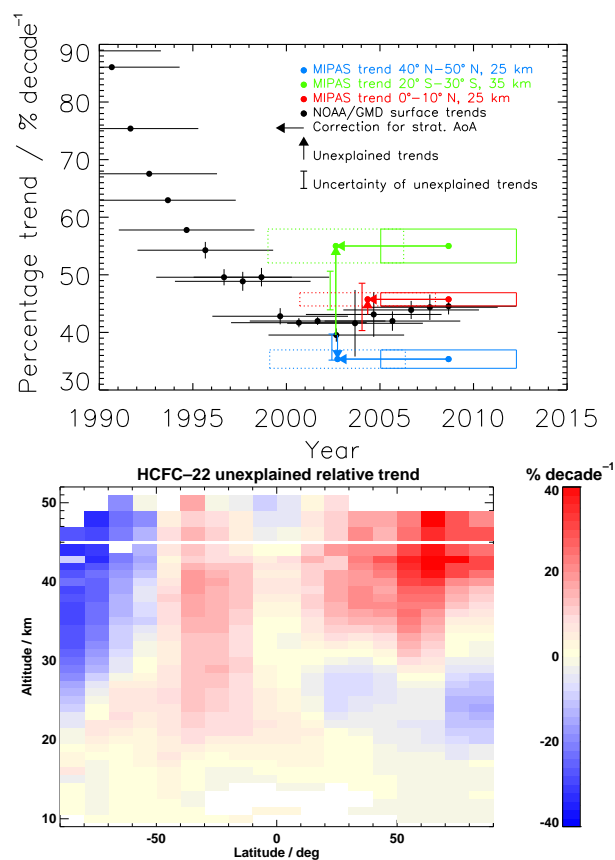 90
80
70
60
50
40
30
Percentage trend / % decade⁻¹
MIPAS trend 40° N−50° N, 25 km
MIPAS trend 20° S−30° S, 35 km
MIPAS trend 0°−10° N, 25 km
NOAA/GMD surface trends
Correction for strat. AoA
Unexplained trends
Uncertainty of unexplained trends
1990 1995 2000 2005 2010 2015
Year
HCFC−22 unexplained relative trend
% decade⁻¹
50
40
30
20
10
Altitude / km
-50 0 50
Latitude / deg
40
20
0
-20
-40